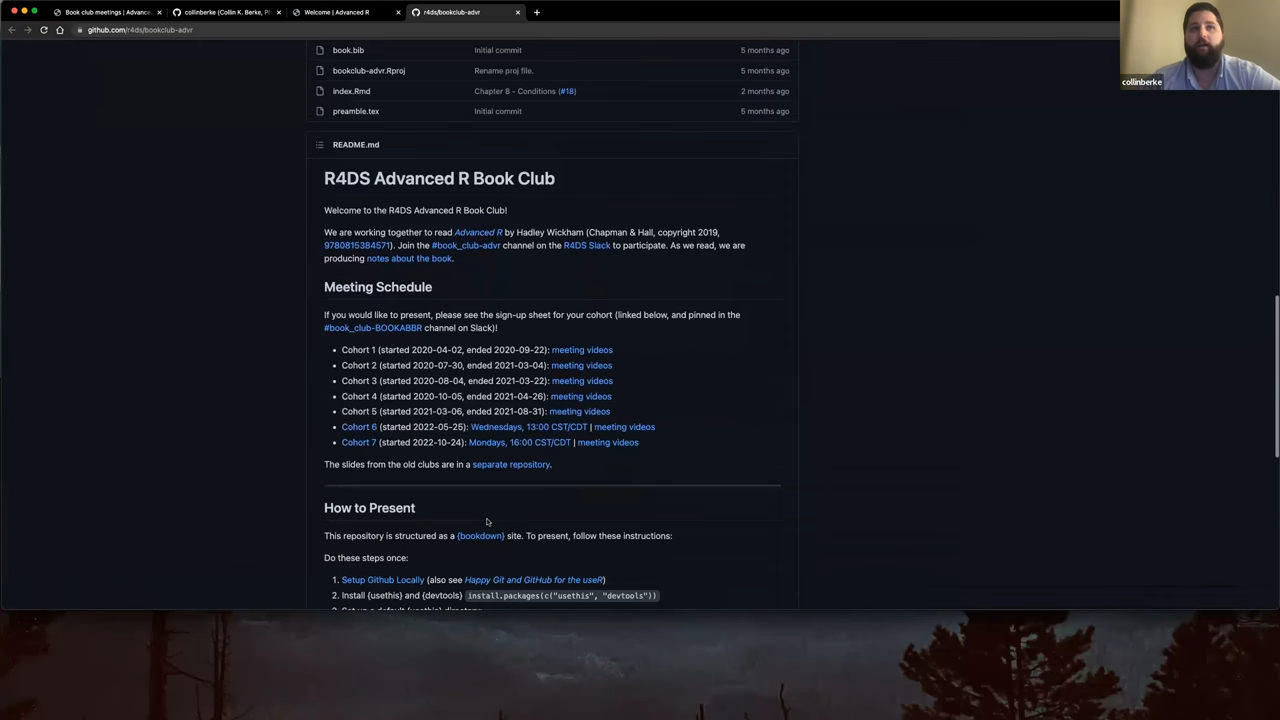 Book club meetings | Advance
collinberke (Collin K. Berke, Ph
Welcome | Advanced R
r4ds/bookclub-advr
github.com/r4ds/bookclub-advr
book.bib Initial commit 5 months ago
bookclub-advr.Rproj Rename proj file. 5 months ago
index.Rmd Chapter 8 - Conditions (#18) 2 months ago
preamble.tex Initial commit 5 months ago
collinberke
README.md
R4DS Advanced R Book Club
Welcome to the R4DS Advanced R Book Club!
We are working together to read Advanced R by Hadley Wickham (Chapman & Hall, copyright 2019,
9780815384571). Join the #book_club-advr channel on the R4DS Slack to participate. As we read, we are
producing notes about the book.
Meeting Schedule
If you would like to present, please see the sign-up sheet for your cohort (linked below, and pinned in the
#book_club-BOOKABBR channel on Slack)!
• Cohort 1 (started 2020-04-02, ended 2020-09-22): meeting videos
• Cohort 2 (started 2020-07-30, ended 2021-03-04): meeting videos
• Cohort 3 (started 2020-08-04, ended 2021-03-22): meeting videos
• Cohort 4 (started 2020-10-05, ended 2021-04-26): meeting videos
• Cohort 5 (started 2021-03-06, ended 2021-08-31): meeting videos
• Cohort 6 (started 2022-05-25): Wednesdays, 13:00 CST/CDT | meeting videos
• Cohort 7 (started 2022-10-24): Mondays, 16:00 CST/CDT | meeting videos
The slides from the old clubs are in a separate repository.
How to Present
This repository is structured as a {bookdown} site. To present, follow these instructions:
Do these steps once:
1. Setup Github Locally (also see Happy Git and GitHub for the useR)
2. Install {usethis} and {devtools} install.packages(c("usethis", "devtools"))
3. Set up a default {usethis} directory: